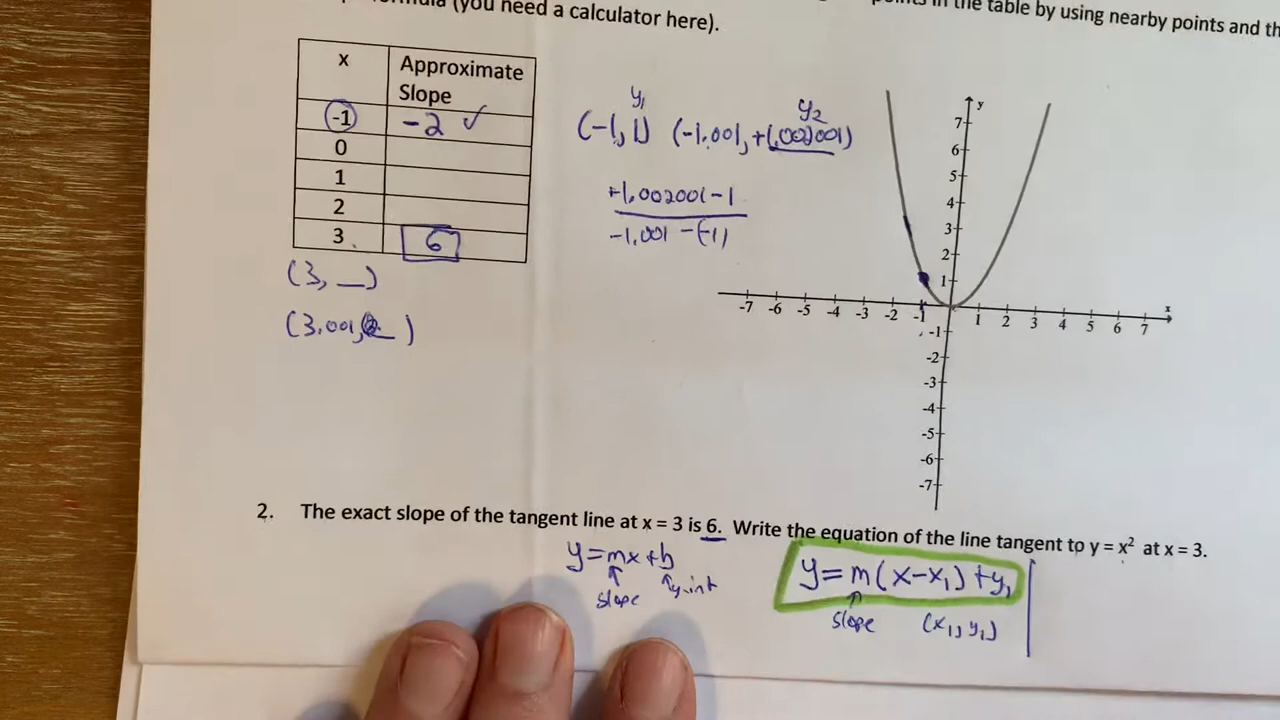 (you need a calculator here).
in the table by using nearby points and
x Approximate Slope
-1 -2 ✓
0
1
2
3 6
(3, __)
(3.001, __)
y₁ y₂
(-1, 1) (-1.001, +1.002001)
+1.002001 - 1
-1.001 - (-1)
y
7
6
5
4
3
2
1
-7 -6 -5 -4 -3 -2 -1 1 2 3 4 5 6 7 x
-1
-2
-3
-4
-5
-6
-7
2. The exact slope of the tangent line at x = 3 is 6. Write the equation of the line tangent to y = x² at x = 3.
y = mx + b
slope y-int
y = m(x - x₁) + y₁
slope (x₁, y₁)